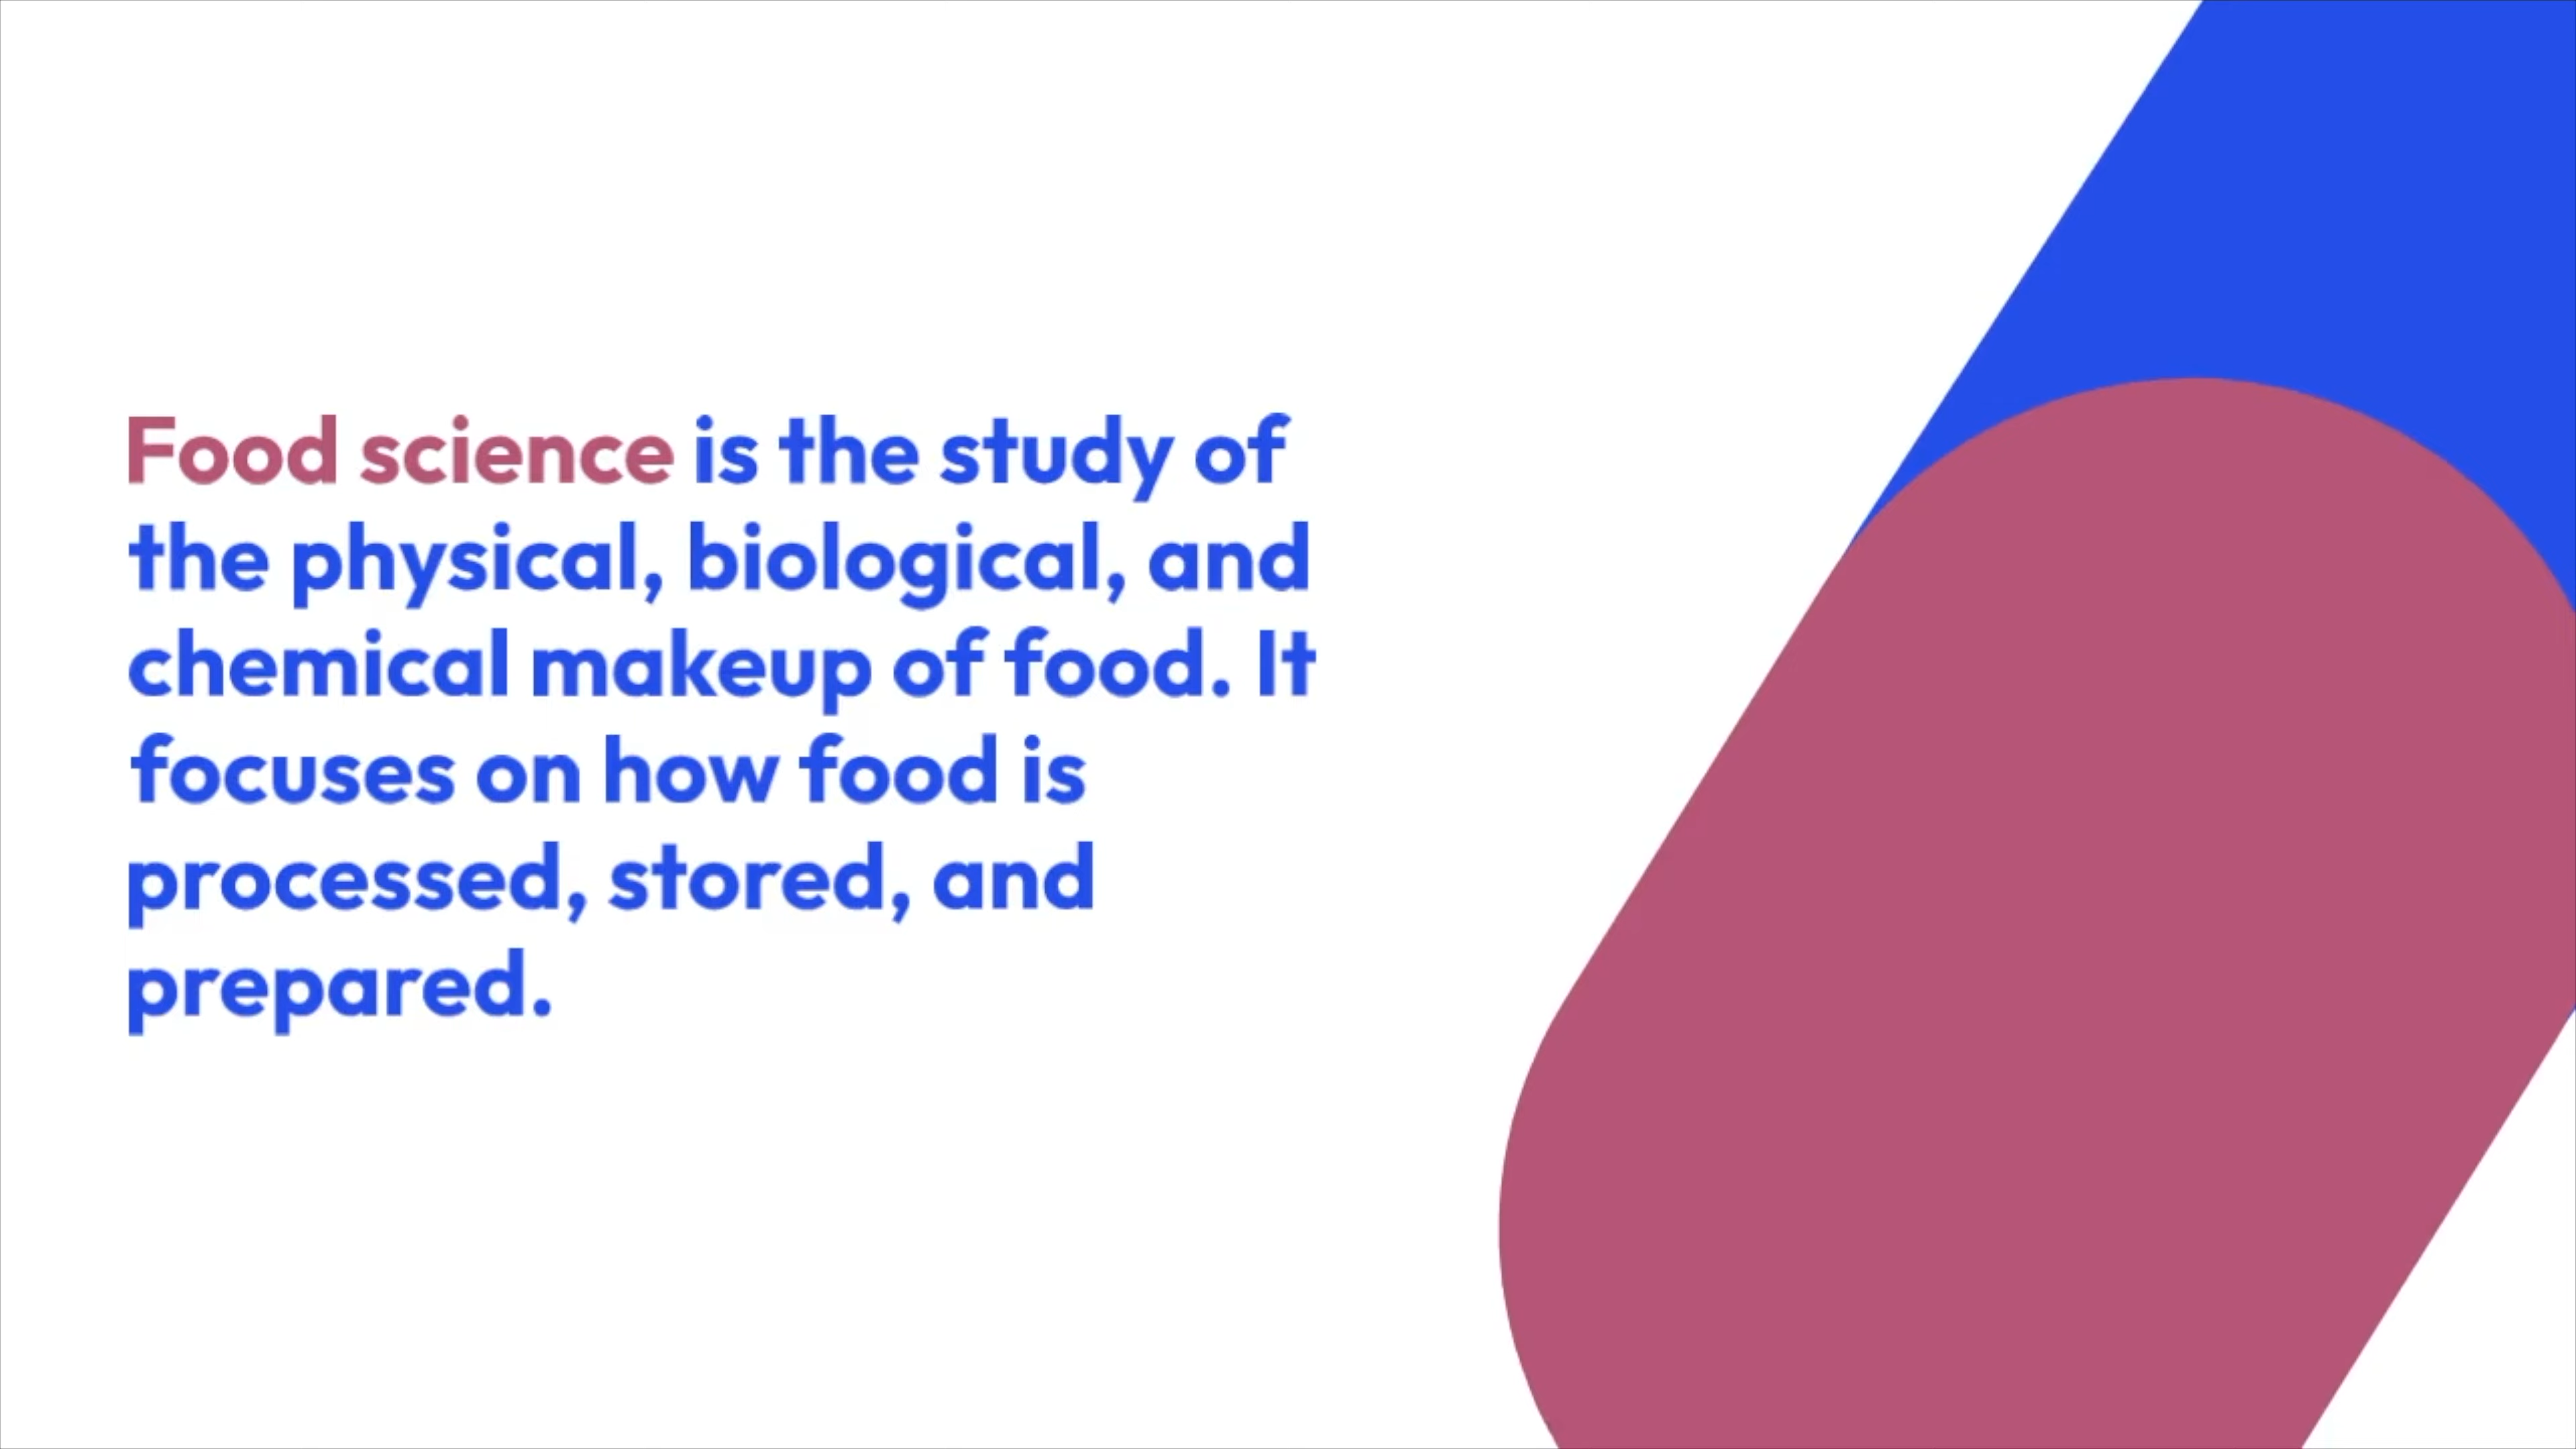 Food science is the study of
the physical, biological, and
chemical makeup of food. It
focuses on how food is
processed, stored, and
prepared.